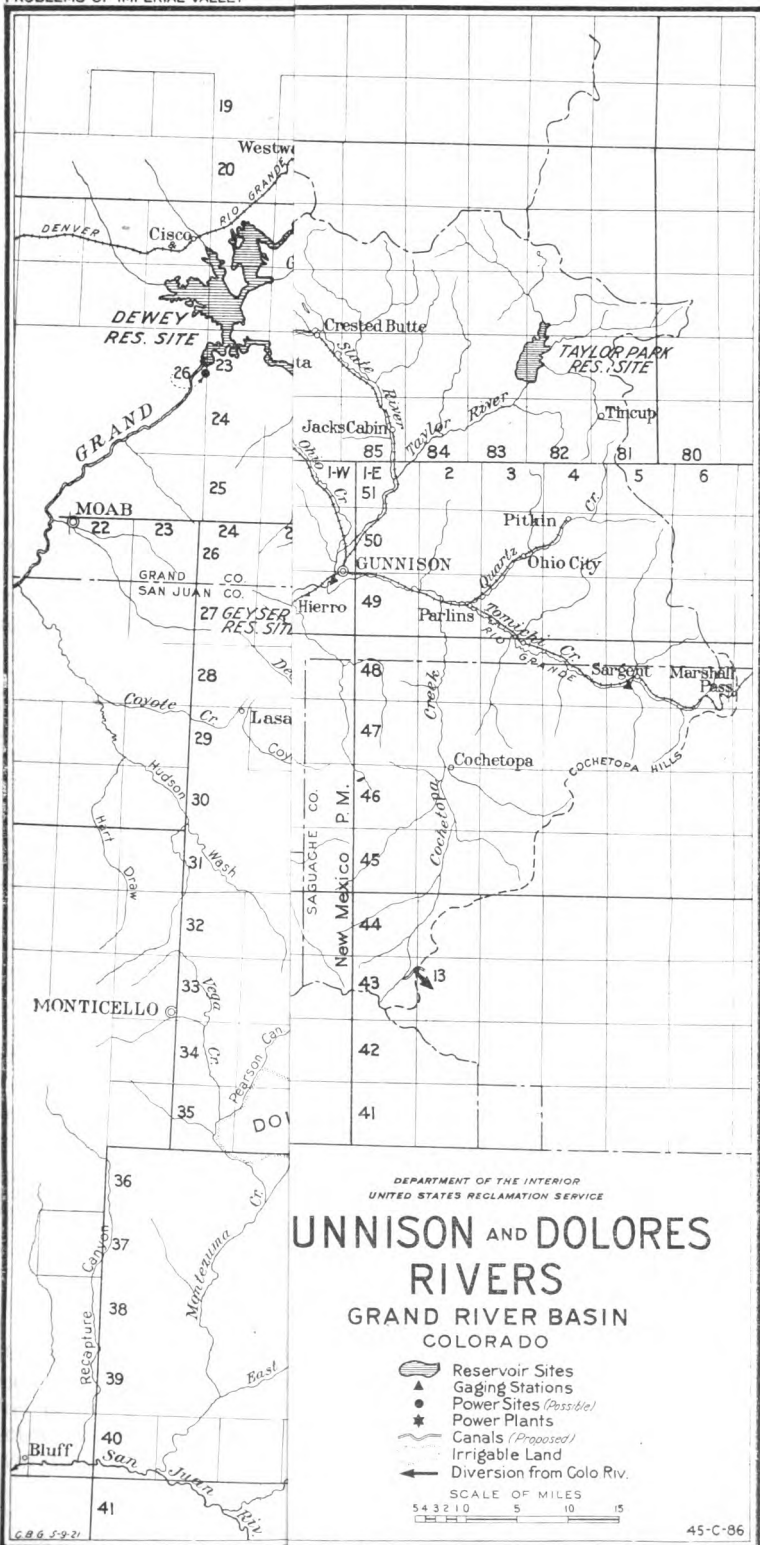 PROBLEMS OF IMPERIAL VALLEY
19
20
Westw
RIO GRANDE
DENVER
Cisco
DEWEY
RES. SITE
23
26
24
GRAND
25
MOAB
22
23
24
26
GRAND CO.
SAN JUAN CO.
27
GEYSER
RES. SIT
28
Coyote Cr.
Lasa
29
Hudson Wash
30
31
Hart Draw
32
33
MONTICELLO
Vega Cr.
34
Pearson Can
35
DOL
36
Cr.
37
Recapture Canyon
Montezuma
38
39
East
40
Bluff
San Juan Riv.
41
C.B.G. 5-9-21
Crested Butte
Slate River
TAYLOR PARK
RES. SITE
ta
Jacks Cabin
Taylor River
Tincup
85
84
83
82
81
80
1-W
1-E
2
3
4
5
6
Ohio Cr.
51
Pitkin
50
Quartz Cr.
Ohio City
GUNNISON
Hierro
49
Parlins
Tomichi Cr.
RIO GRANDE
48
Sargent
Marshall
Pass
47
Cochetopa
COCHETOPA HILLS
46
Cochetopa Creek
SAGUACHE CO.
New Mexico P.M.
45
44
43
13
42
41
DEPARTMENT OF THE INTERIOR
UNITED STATES RECLAMATION SERVICE
UNNISON AND DOLORES
RIVERS
GRAND RIVER BASIN
COLORADO
Reservoir Sites
Gaging Stations
Power Sites (Possible)
Power Plants
Canals (Proposed)
Irrigable Land
Diversion from Colo Riv.
SCALE OF MILES
5 4 3 2 1 0 5 10 15
45-C-86